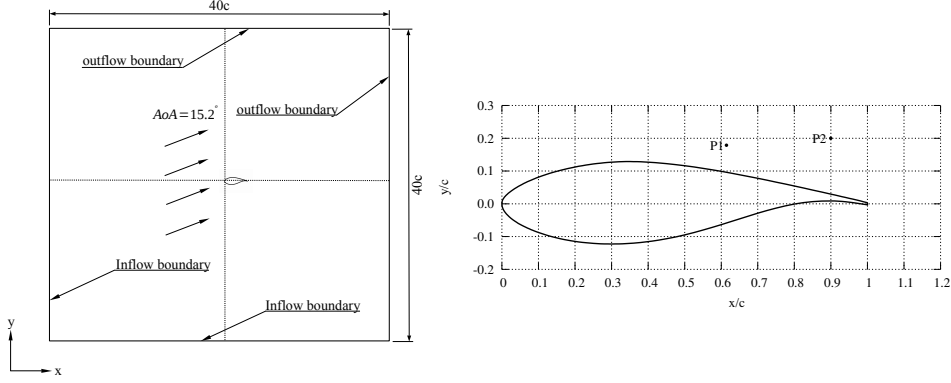 40c
outflow boundary
AoA=15.2°
outflow boundary
40c
Inflow boundary
Inflow boundary
y
x
0.3
0.2
0.1
0.0
-0.1
-0.2
y/c
P1
P2
0 0.1 0.2 0.3 0.4 0.5 0.6 0.7 0.8 0.9 1 1.1 1.2
x/c